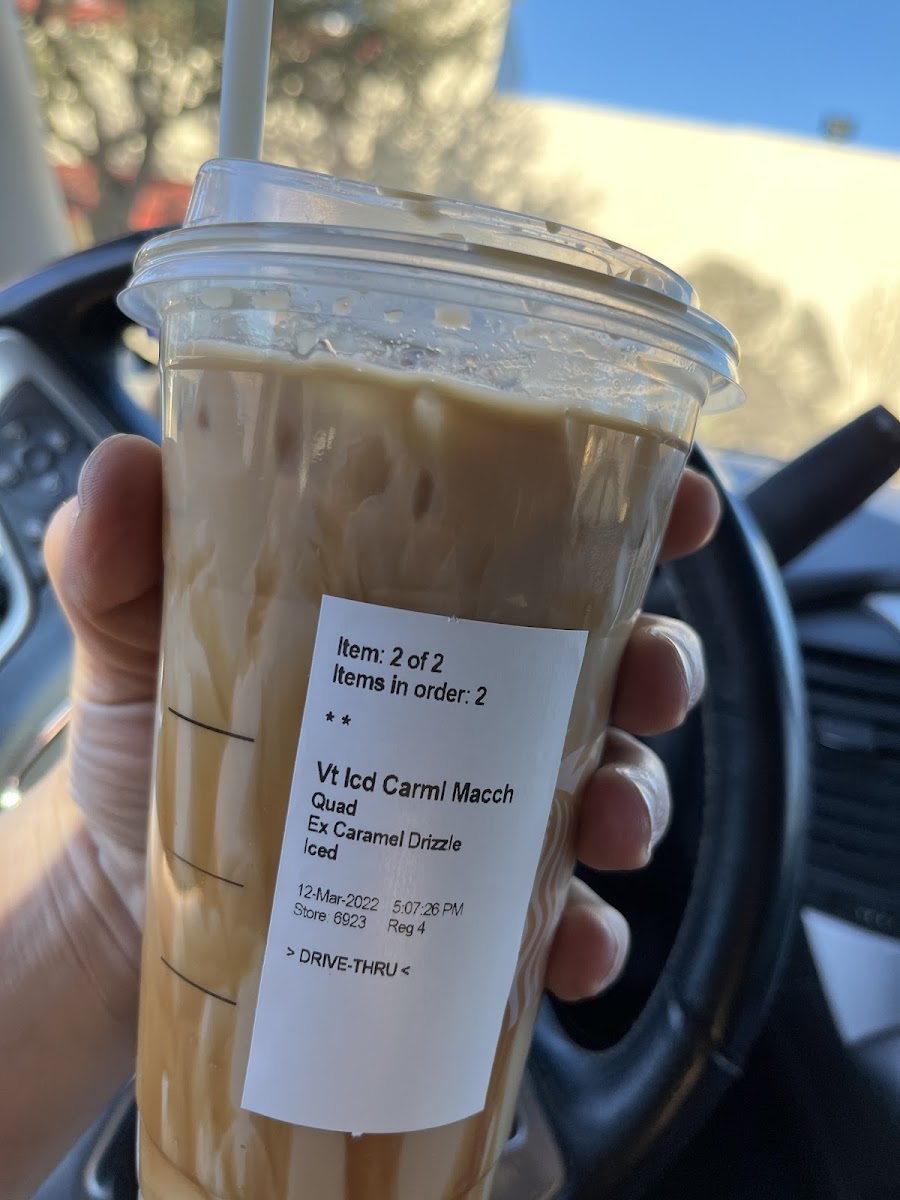 Item: 2 of 2
Items in order: 2
* *
Vt Icd Carml Macch
Quad
Ex Caramel Drizzle
Iced
12-Mar-2022 5:07:26 PM
Store 6923 Reg 4
> DRIVE-THRU <